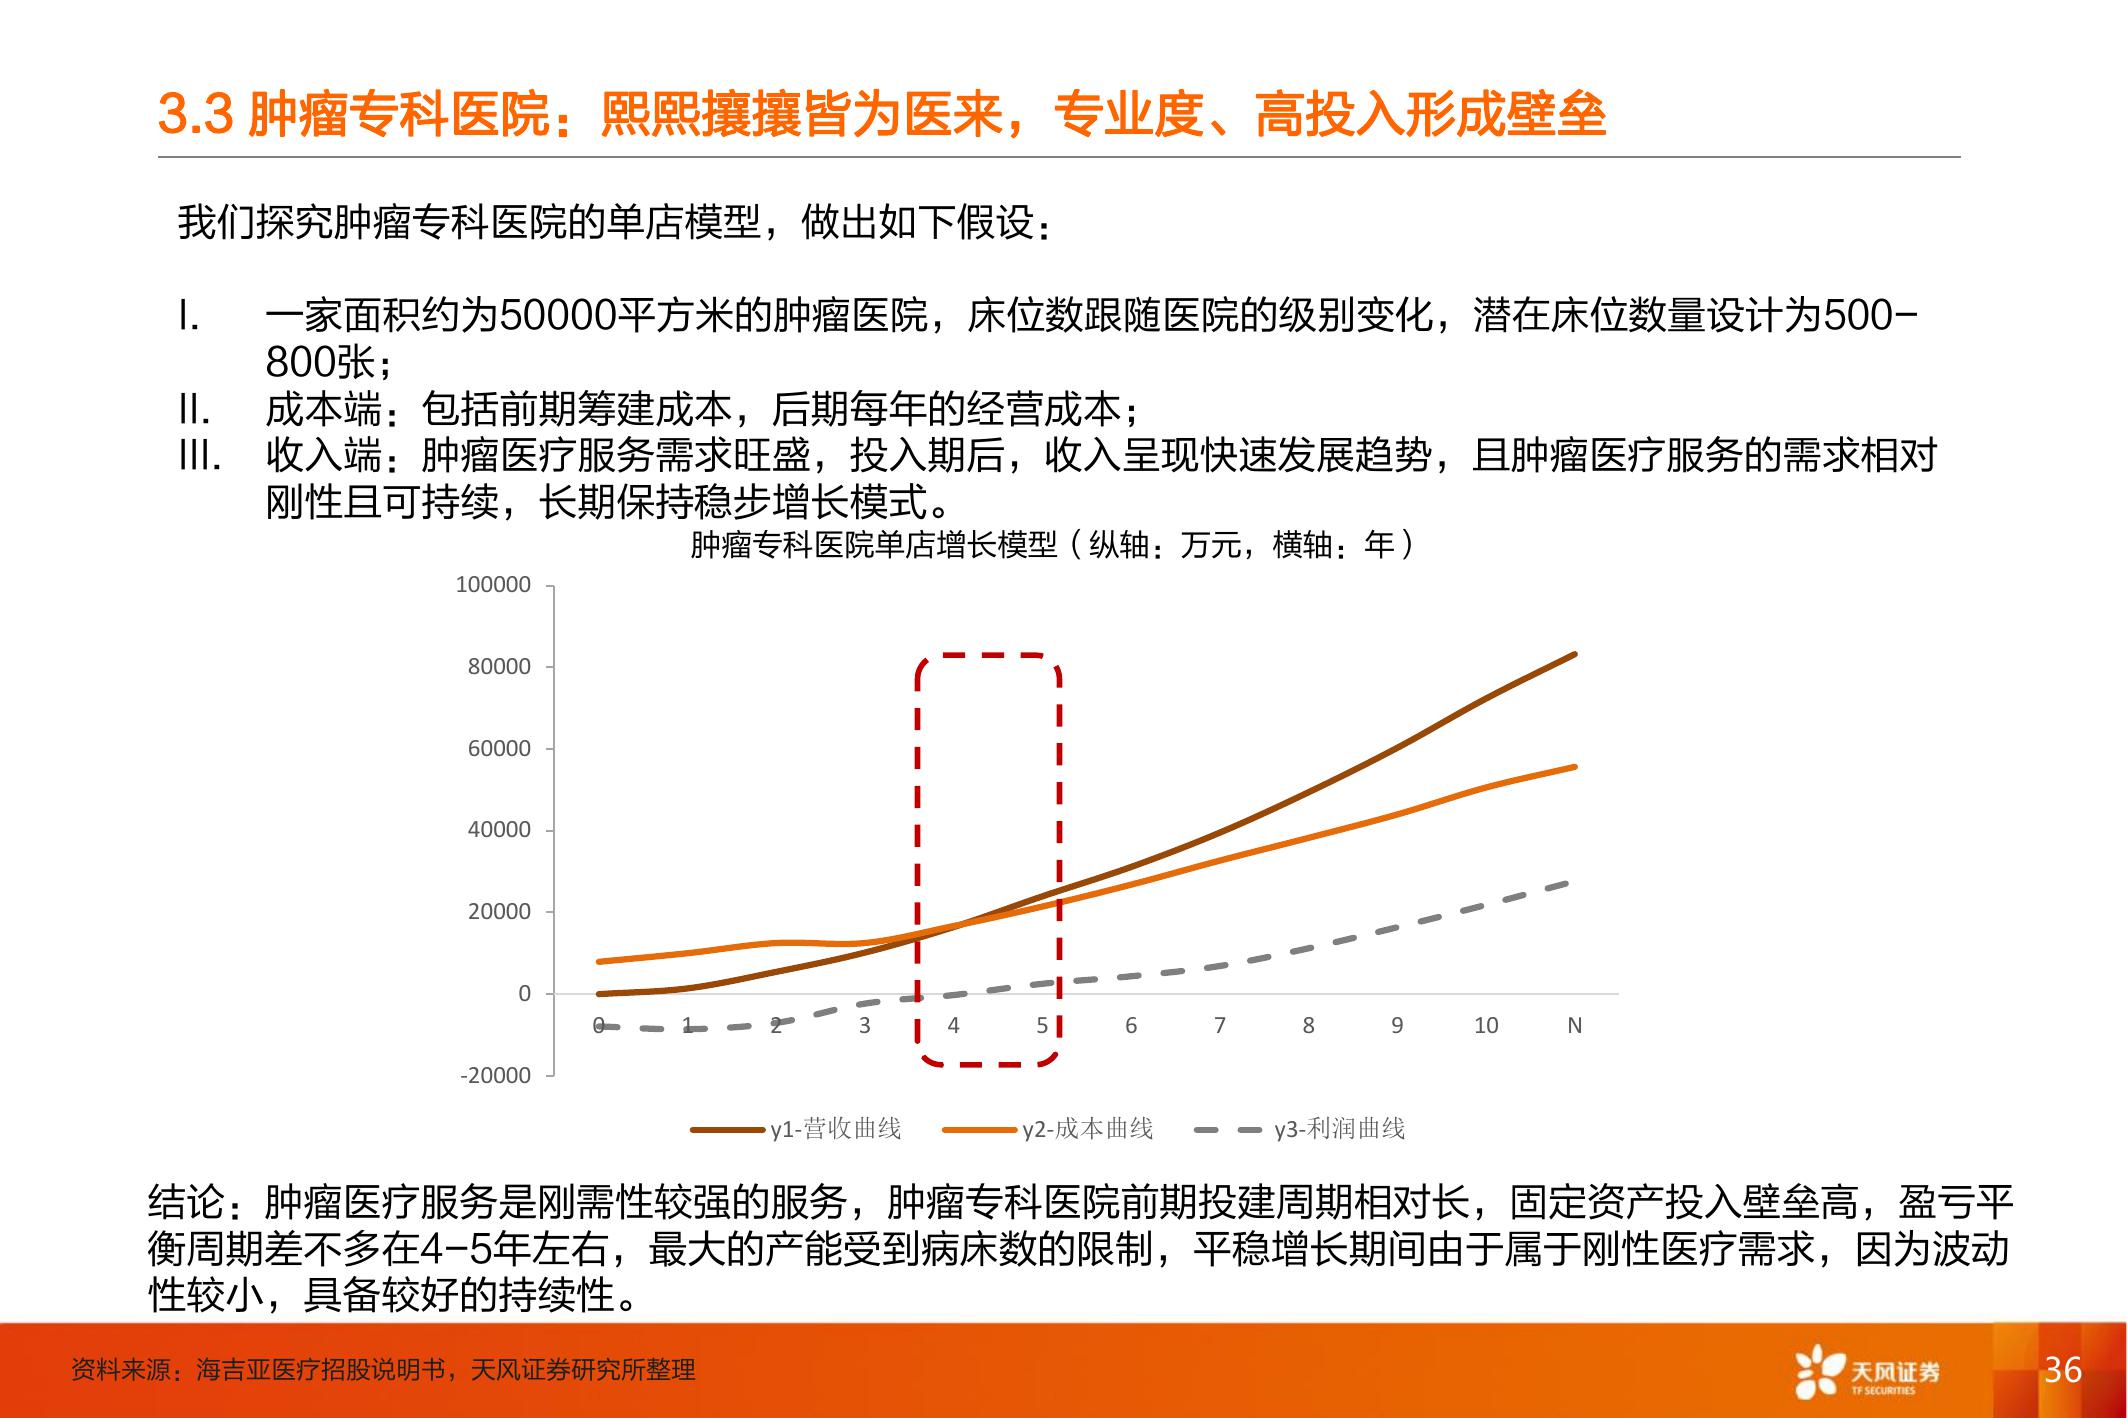 3.3 肿瘤专科医院：熙熙攘攘皆为医来，专业度、高投入形成壁垒
我们探究肿瘤专科医院的单店模型，做出如下假设：
I. 一家面积约为50000平方米的肿瘤医院，床位数跟随医院的级别变化，潜在床位数量设计为500-
800张；
II. 成本端：包括前期筹建成本，后期每年的经营成本；
III. 收入端：肿瘤医疗服务需求旺盛，投入期后，收入呈现快速发展趋势，且肿瘤医疗服务的需求相对
刚性且可持续，长期保持稳步增长模式。
肿瘤专科医院单店增长模型（纵轴：万元，横轴：年）
100000
80000
60000
40000
20000
0
-20000
0 1 2 3 4 5 6 7 8 9 10 N
y1-营收曲线 y2-成本曲线 y3-利润曲线
结论：肿瘤医疗服务是刚需性较强的服务，肿瘤专科医院前期投建周期相对长，固定资产投入壁垒高，盈亏平
衡周期差不多在4-5年左右，最大的产能受到病床数的限制，平稳增长期间由于属于刚性医疗需求，因为波动
性较小，具备较好的持续性。
资料来源：海吉亚医疗招股说明书，天风证券研究所整理
天风证券
TF SECURITIES
36